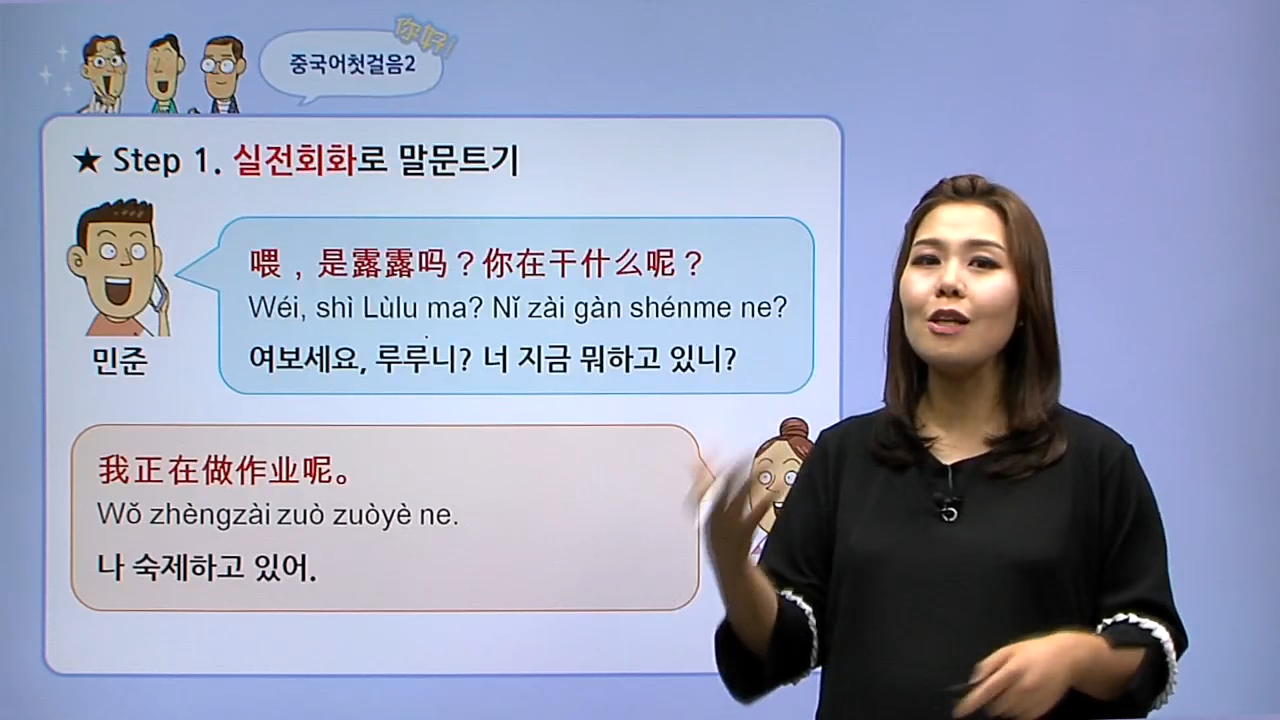 你好!
중국어첫걸음2
★ Step 1. 실전회화로 말문트기
喂，是露露吗？你在干什么呢？
Wéi, shì Lùlu ma? Nǐ zài gàn shénme ne?
여보세요, 루루니? 너 지금 뭐하고 있니?
민준
我正在做作业呢。
Wǒ zhèngzài zuò zuòyè ne.
나 숙제하고 있어.